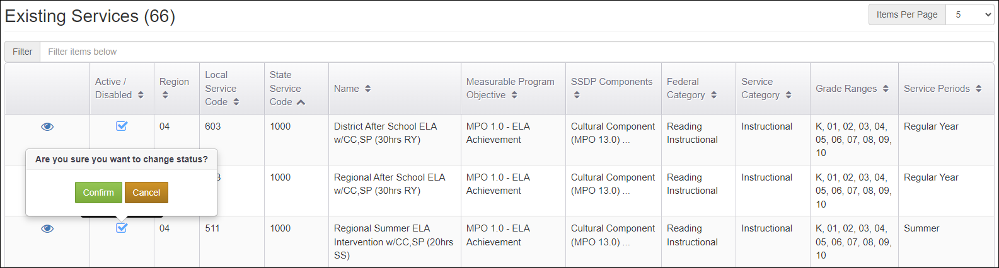 Existing Services (66)
Items Per Page 5
Filter Filter items below
Active / Disabled
Region
Local Service Code
State Service Code
Name
Measurable Program Objective
SSDP Components
Federal Category
Service Category
Grade Ranges
Service Periods
04
603
1000
District After School ELA
w/CC,SP (30hrs RY)
MPO 1.0 - ELA
Achievement
Cultural Component
(MPO 13.0) ...
Reading
Instructional
Instructional
K, 01, 02, 03, 04,
05, 06, 07, 08, 09,
10
Regular Year
Are you sure you want to change status?
Confirm Cancel
3
1000
Regional After School ELA
w/CC,SP (30hrs RY)
MPO 1.0 - ELA
Achievement
Cultural Component
(MPO 13.0) ...
Reading
Instructional
Instructional
K, 01, 02, 03, 04,
05, 06, 07, 08, 09,
10
Regular Year
04
511
1000
Regional Summer ELA
Intervention w/CC,SP (20hrs
SS)
MPO 1.0 - ELA
Achievement
Cultural Component
(MPO 13.0) ...
Reading
Instructional
Instructional
K, 01, 02, 03, 04,
05, 06, 07, 08, 09,
10
Summer